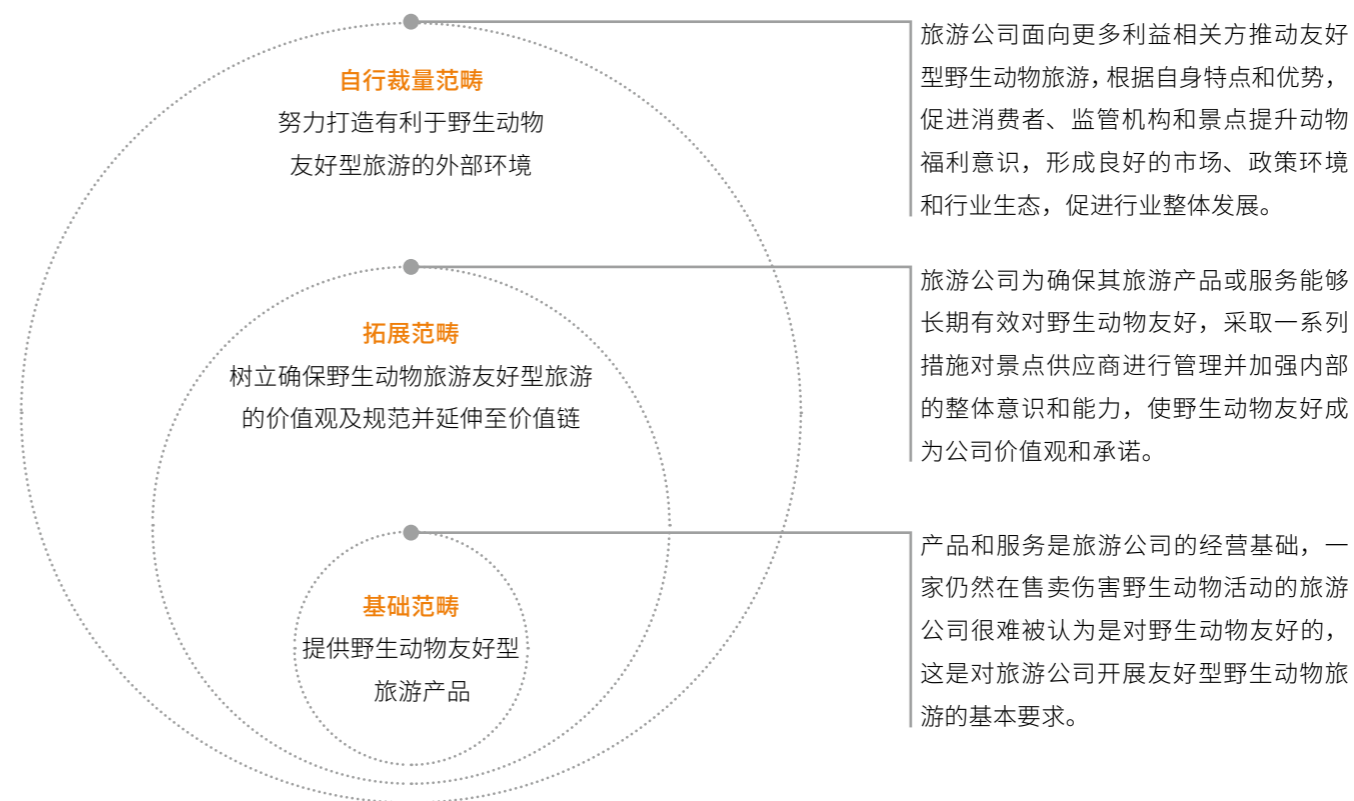 自行裁量范畴
努力打造有利于野生动物
友好型旅游的外部环境
旅游公司面向更多利益相关方推动友好
型野生动物旅游，根据自身特点和优势，
促进消费者、监管机构和景点提升动物
福利意识，形成良好的市场、政策环境
和行业生态，促进行业整体发展。
拓展范畴
树立确保野生动物旅游友好型旅游
的价值观及规范并延伸至价值链
旅游公司为确保其旅游产品或服务能够
长期有效对野生动物友好，采取一系列
措施对景点供应商进行管理并加强内部
的整体意识和能力，使野生动物友好成
为公司价值观和承诺。
基础范畴
提供野生动物友好型
旅游产品
产品和服务是旅游公司的经营基础，一
家仍然在售卖伤害野生动物活动的旅游
公司很难被认为是对野生动物友好的，
这是对旅游公司开展友好型野生动物旅
游的基本要求。